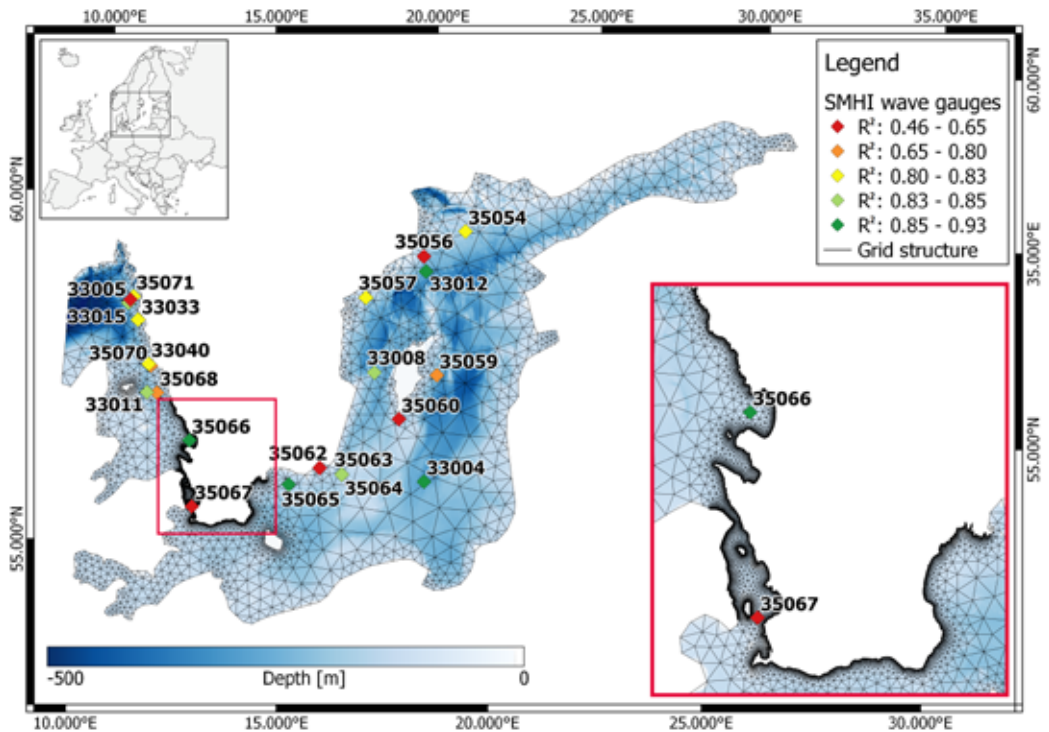 10.000°E 15.000°E 20.000°E 25.000°E 30.000°E 35.000°E
Legend
SMHI wave gauges
R²: 0.46 - 0.65
R²: 0.65 - 0.80
R²: 0.80 - 0.83
R²: 0.83 - 0.85
R²: 0.85 - 0.93
Grid structure
60.000°N
60.000°N
35.000°E
35054
35056
33012
35071
33005
35057
33033
33015
35070 33040
33008 35059
35068
33011
35060
35066
35066
55.000°N
35062 35063
33004
35067
35065 35064
55.000°N
35067
-500 Depth [m] 0
10.000°E 15.000°E 20.000°E 25.000°E 30.000°E